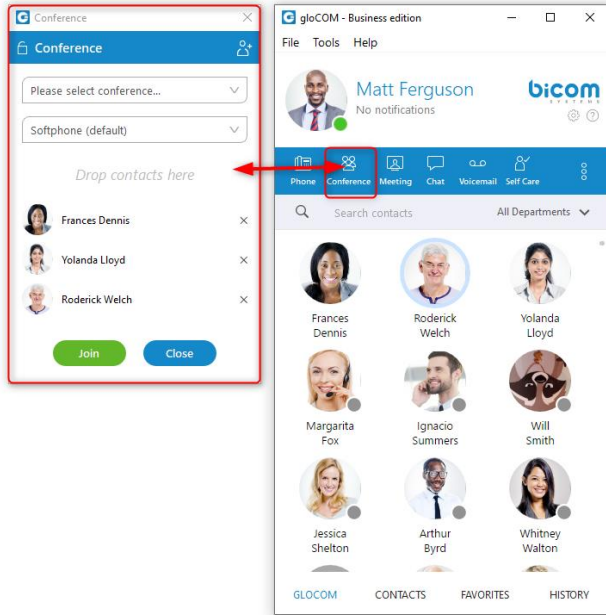 Conference
Conference
Please select conference...
Softphone (default)
Drop contacts here
Frances Dennis
Yolanda Lloyd
Roderick Welch
Join Close
gloCOM - Business edition
File Tools Help
Matt Ferguson
No notifications
bicom
SYSTEMS
Phone Conference Meeting Chat Voicemail Self Care
Search contacts All Departments
Frances Roderick Yolanda
Dennis Welch Lloyd
Margarita Ignacio Will
Fox Summers Smith
Jessica Arthur Whitney
Shelton Byrd Walton
GLOCOM CONTACTS FAVORITES HISTORY